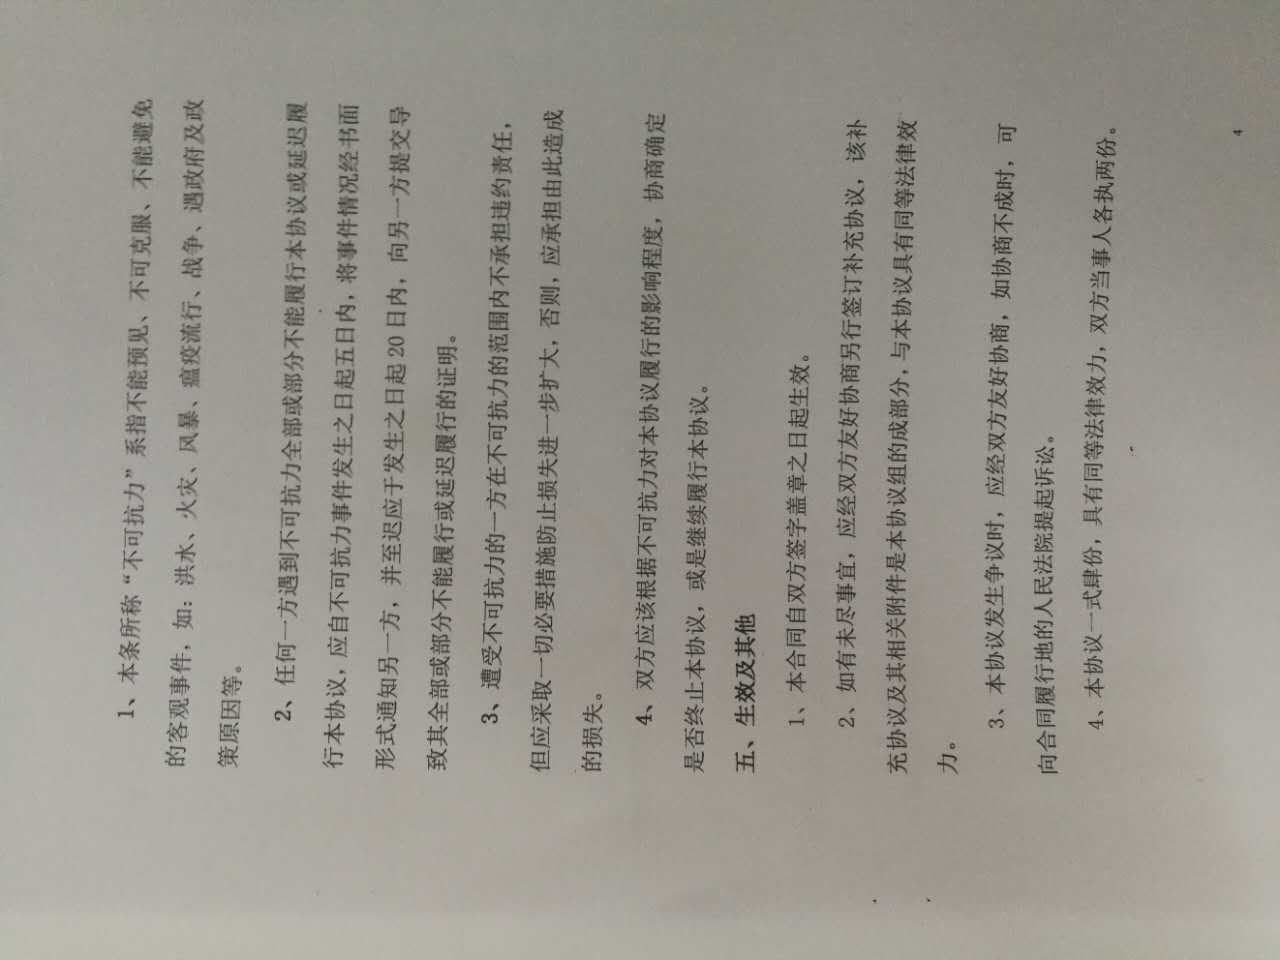 1、本条所称“不可抗力”系指不能预见、不可克服、不能避免
的客观事件，如：洪水、火灾、风暴、瘟疫流行、战争、遇政府及政
策原因等。
2、任何一方遇到不可抗力全部或部分不能履行本协议或延迟履
行本协议，应自不可抗力事件发生之日起五日内，将事件情况经书面
形式通知另一方，并至迟应于发生之日起 20 日内，向另一方提交导
致其全部或部分不能履行或延迟履行的证明。
3、遭受不可抗力的一方在不可抗力的范围内不承担违约责任，
但应采取一切必要措施防止损失进一步扩大，否则，应承担由此造成
的损失。
4、双方应该根据不可抗力对本协议履行的影响程度，协商确定
是否终止本协议，或是继续履行本协议。
五、生效及其他
1、本合同自双方签字盖章之日起生效。
2、如有未尽事宜，应经双方友好协商另行签订补充协议，该补
充协议及其相关附件是本协议组的成部分，与本协议具有同等法律效
力。
3、本协议发生争议时，应经双方友好协商，如协商不成时，可
向合同履行地的人民法院提起诉讼。
4、本协议一式肆份，具有同等法律效力，双方当事人各执两份。
4